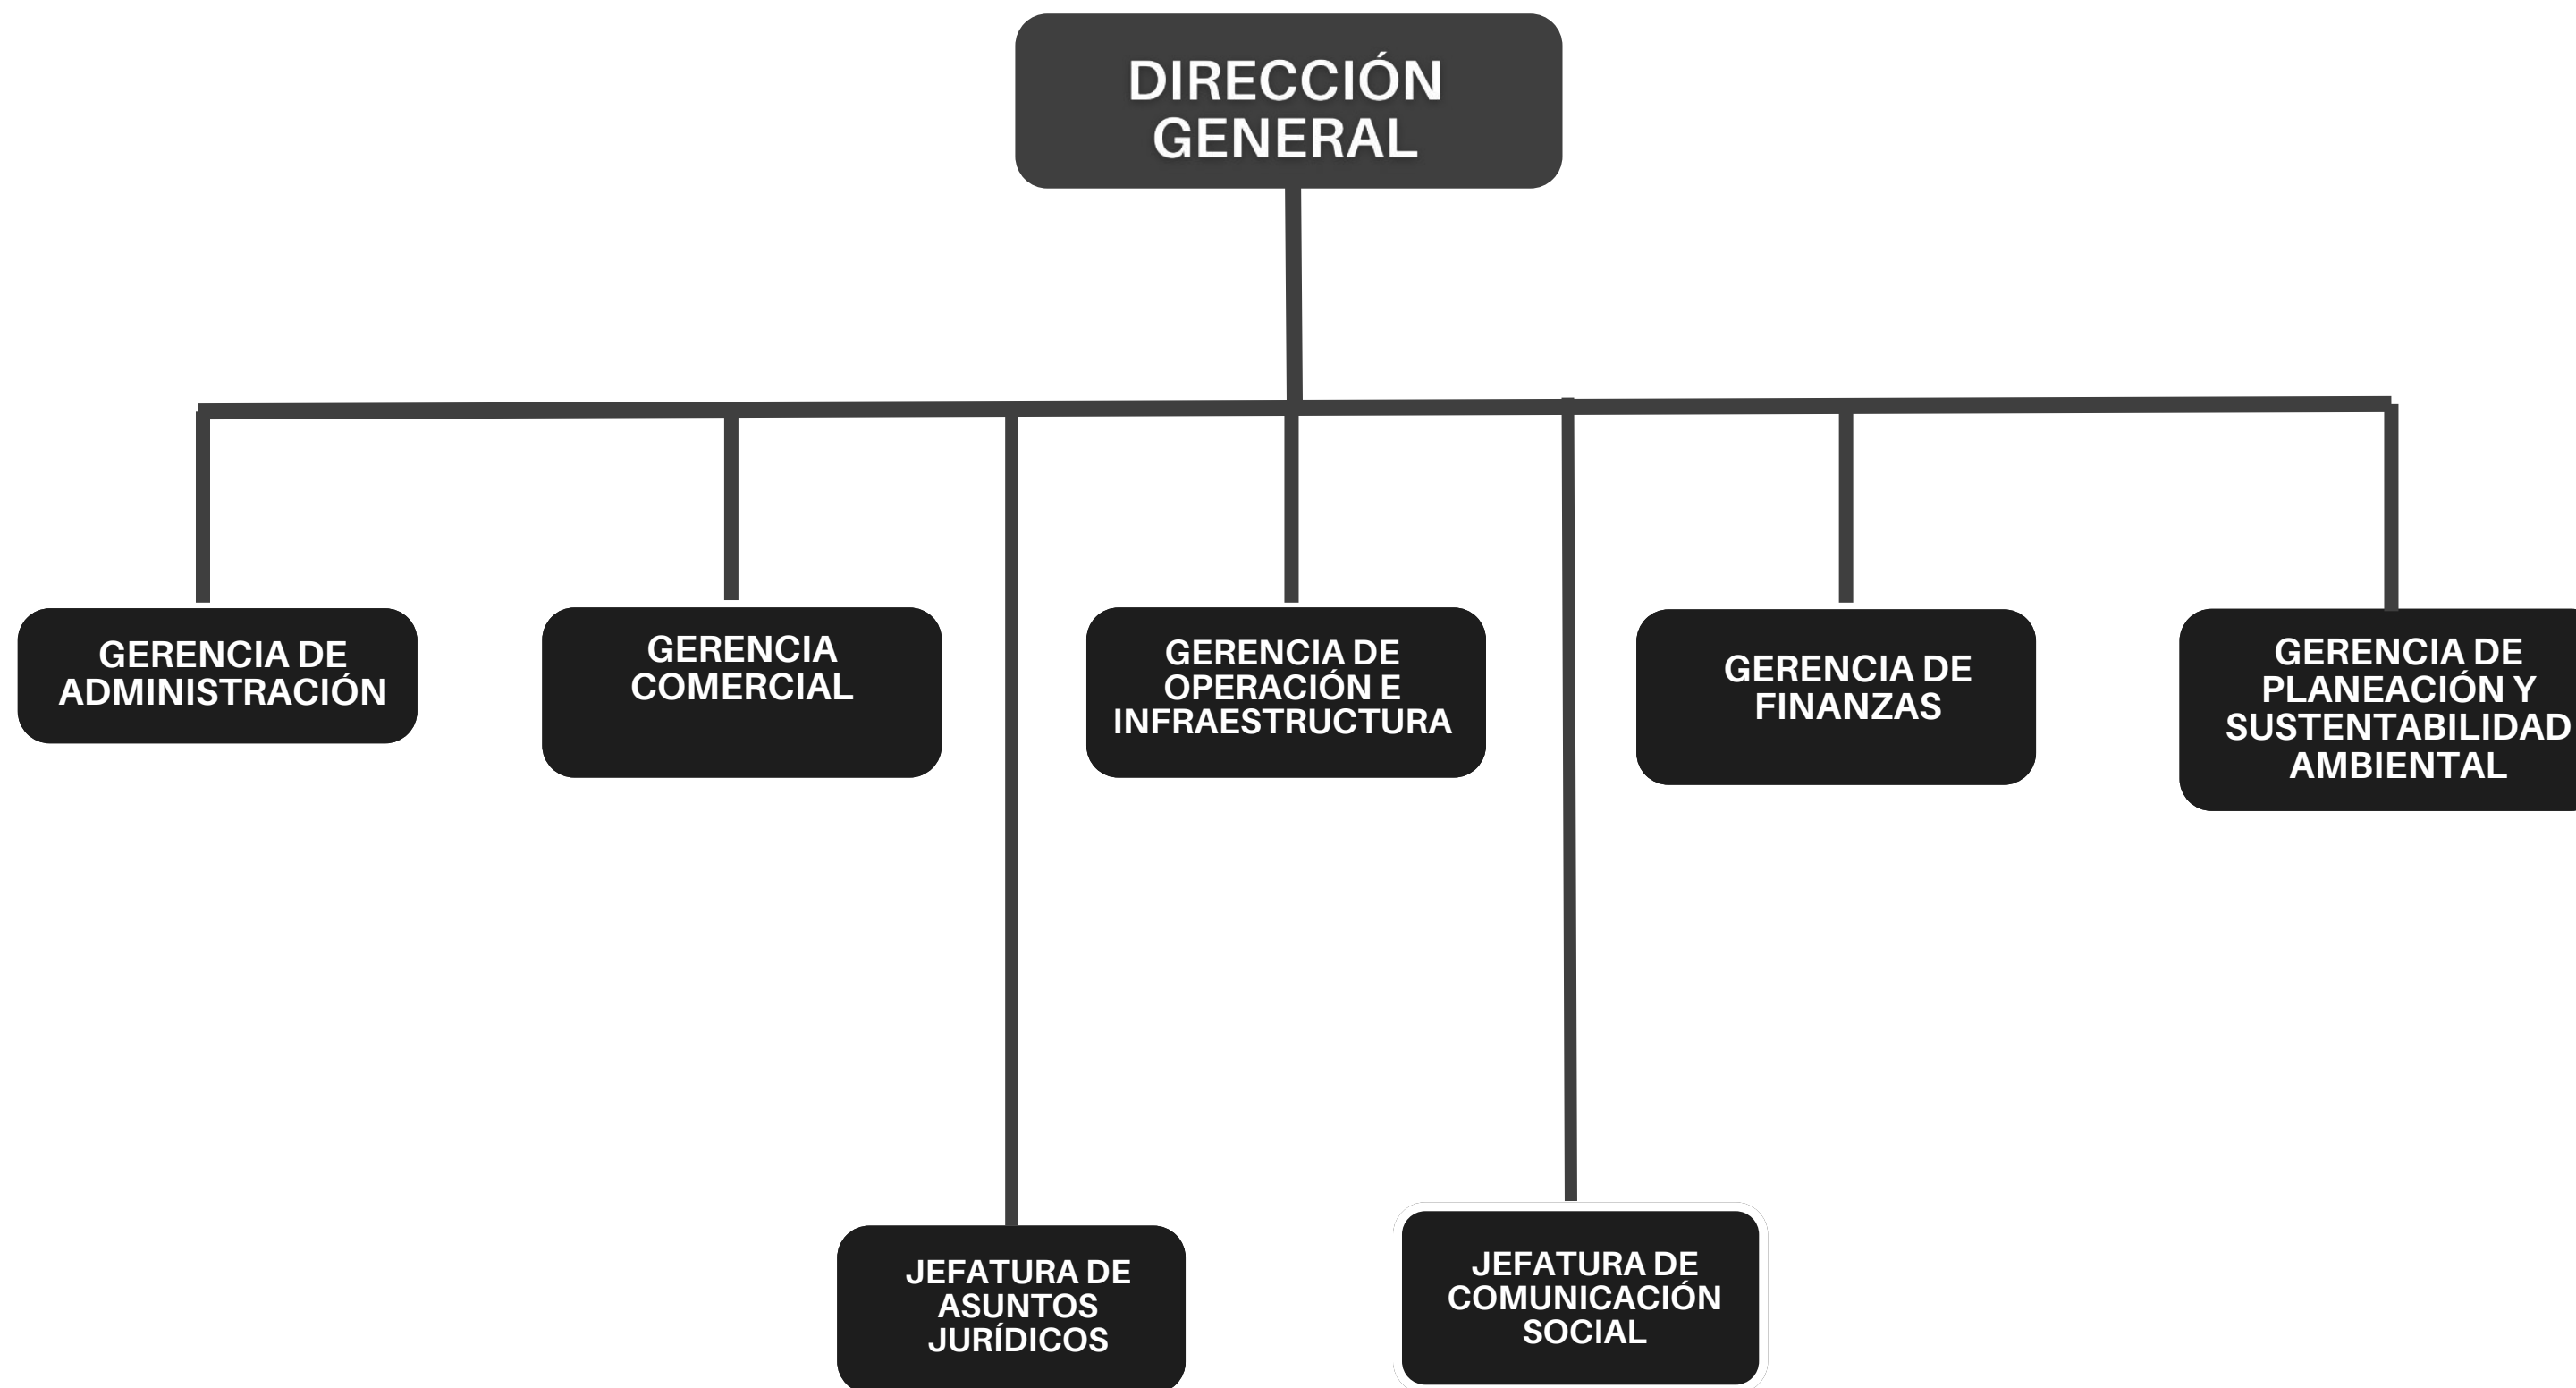 DIRECCIÓN
GENERAL
GERENCIA DE
ADMINISTRACIÓN
GERENCIA
COMERCIAL
GERENCIA DE
OPERACIÓN E
INFRAESTRUCTURA
GERENCIA DE
FINANZAS
GERENCIA DE
PLANEACIÓN Y
SUSTENTABILIDAD
AMBIENTAL
JEFATURA DE
ASUNTOS
JURÍDICOS
JEFATURA DE
COMUNICACIÓN
SOCIAL